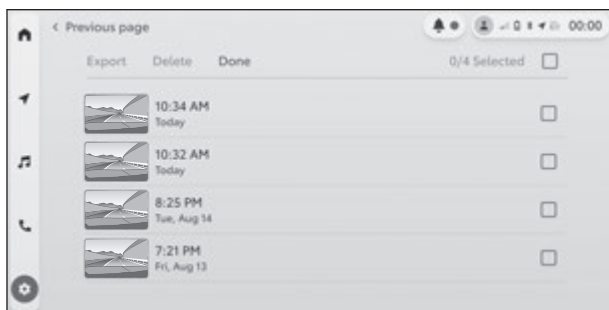 Previous page
00:00
Export Delete Done 0/4 Selected
10:34 AM
Today
10:32 AM
Today
8:25 PM
Tue, Aug 14
7:21 PM
Fri, Aug 13